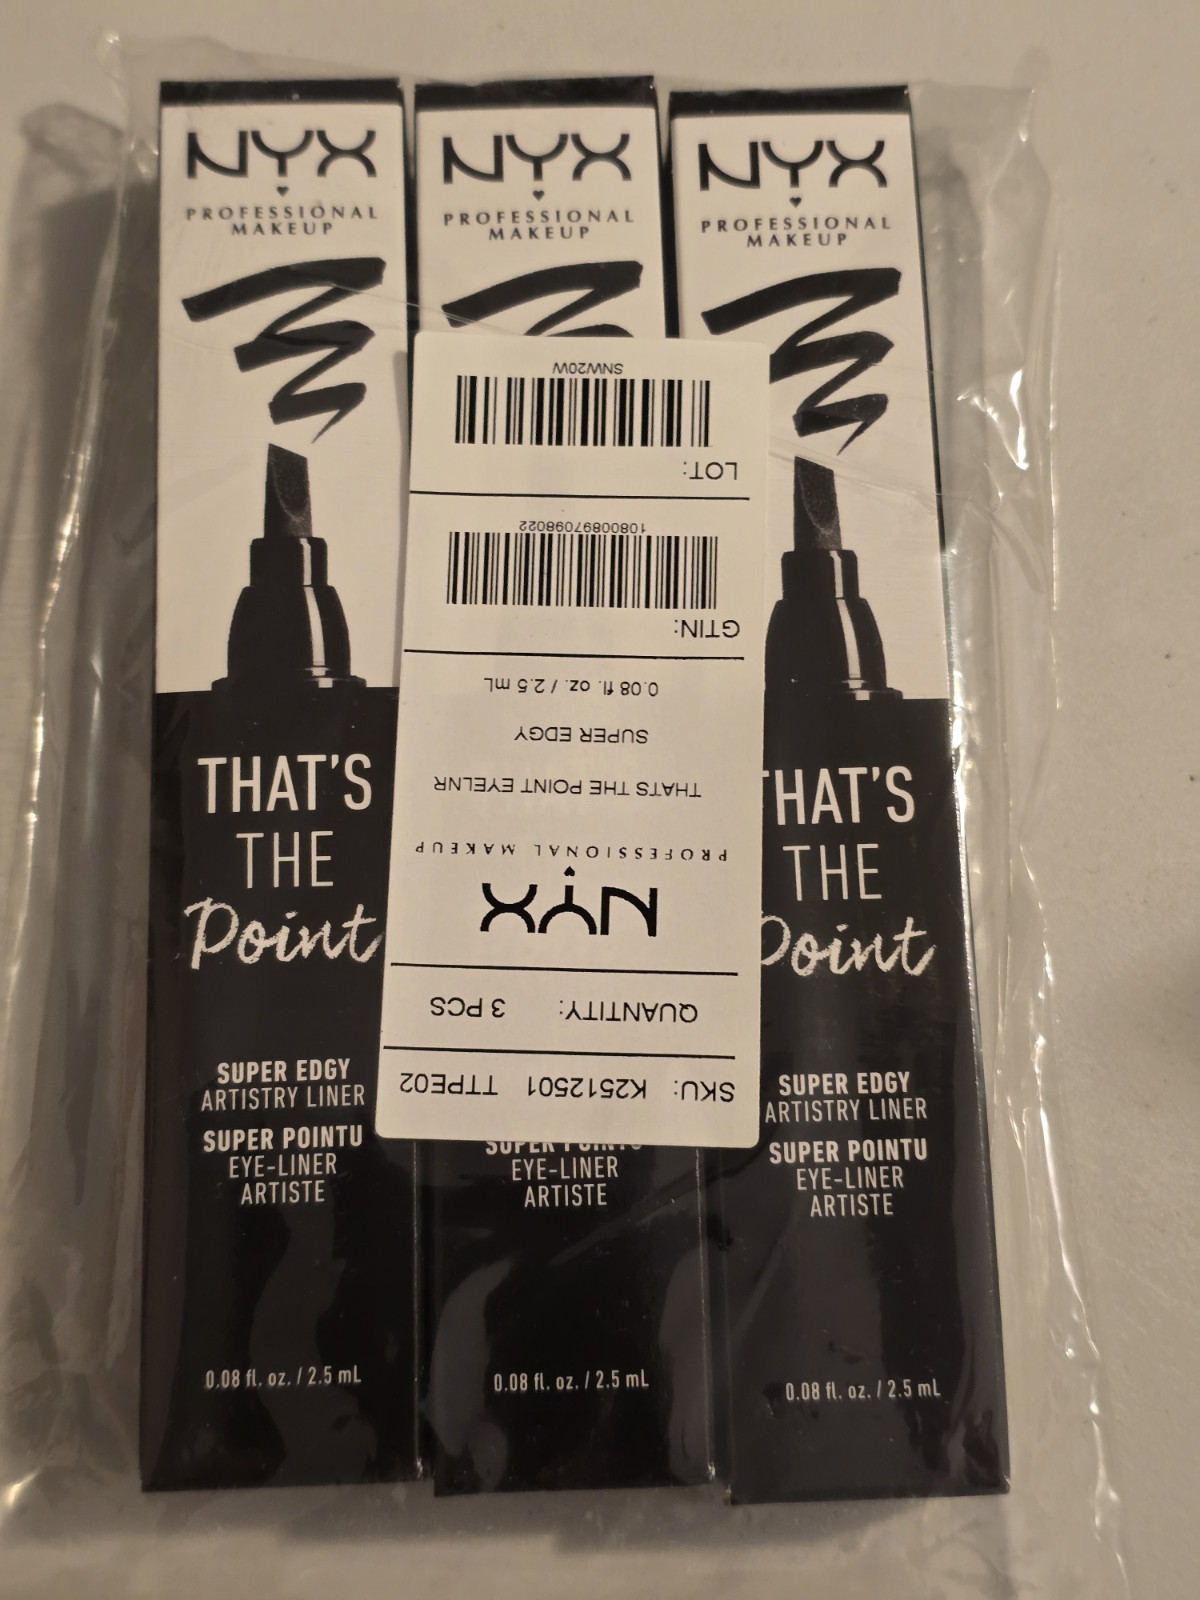 NYX
PROFESSIONAL
MAKEUP
THAT'S
THE
Point
SUPER EDGY
ARTISTRY LINER
SUPER POINTU
EYE-LINER
ARTISTE
0.08 fl. oz. / 2.5 mL
NYX
PROFESSIONAL
MAKEUP
SUPER POINTU
EYE-LINER
ARTISTE
0.08 fl. oz. / 2.5 mL
NYX
PROFESSIONAL
MAKEUP
THAT'S
THE
Point
SUPER EDGY
ARTISTRY LINER
SUPER POINTU
EYE-LINER
ARTISTE
0.08 fl. oz. / 2.5 mL
SKU: K2512501 TTPE02
QUANTITY: 3 PCS
NYX
PROFESSIONAL MAKEUP
THATS THE POINT EYELNR
SUPER EDGY
0.08 fl. oz. / 2.5 mL
GTIN:
10800897098022
LOT:
SNW20W